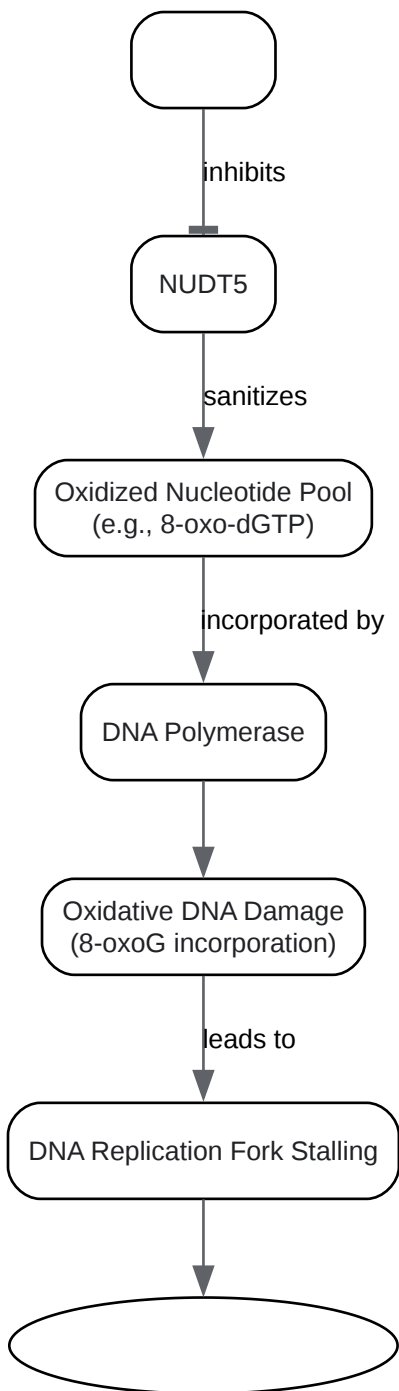 inhibits
NUDT5
sanitizes
Oxidized Nucleotide Pool
(e.g., 8-oxo-dGTP)
incorporated by
DNA Polymerase
Oxidative DNA Damage
(8-oxoG incorporation)
leads to
DNA Replication Fork Stalling